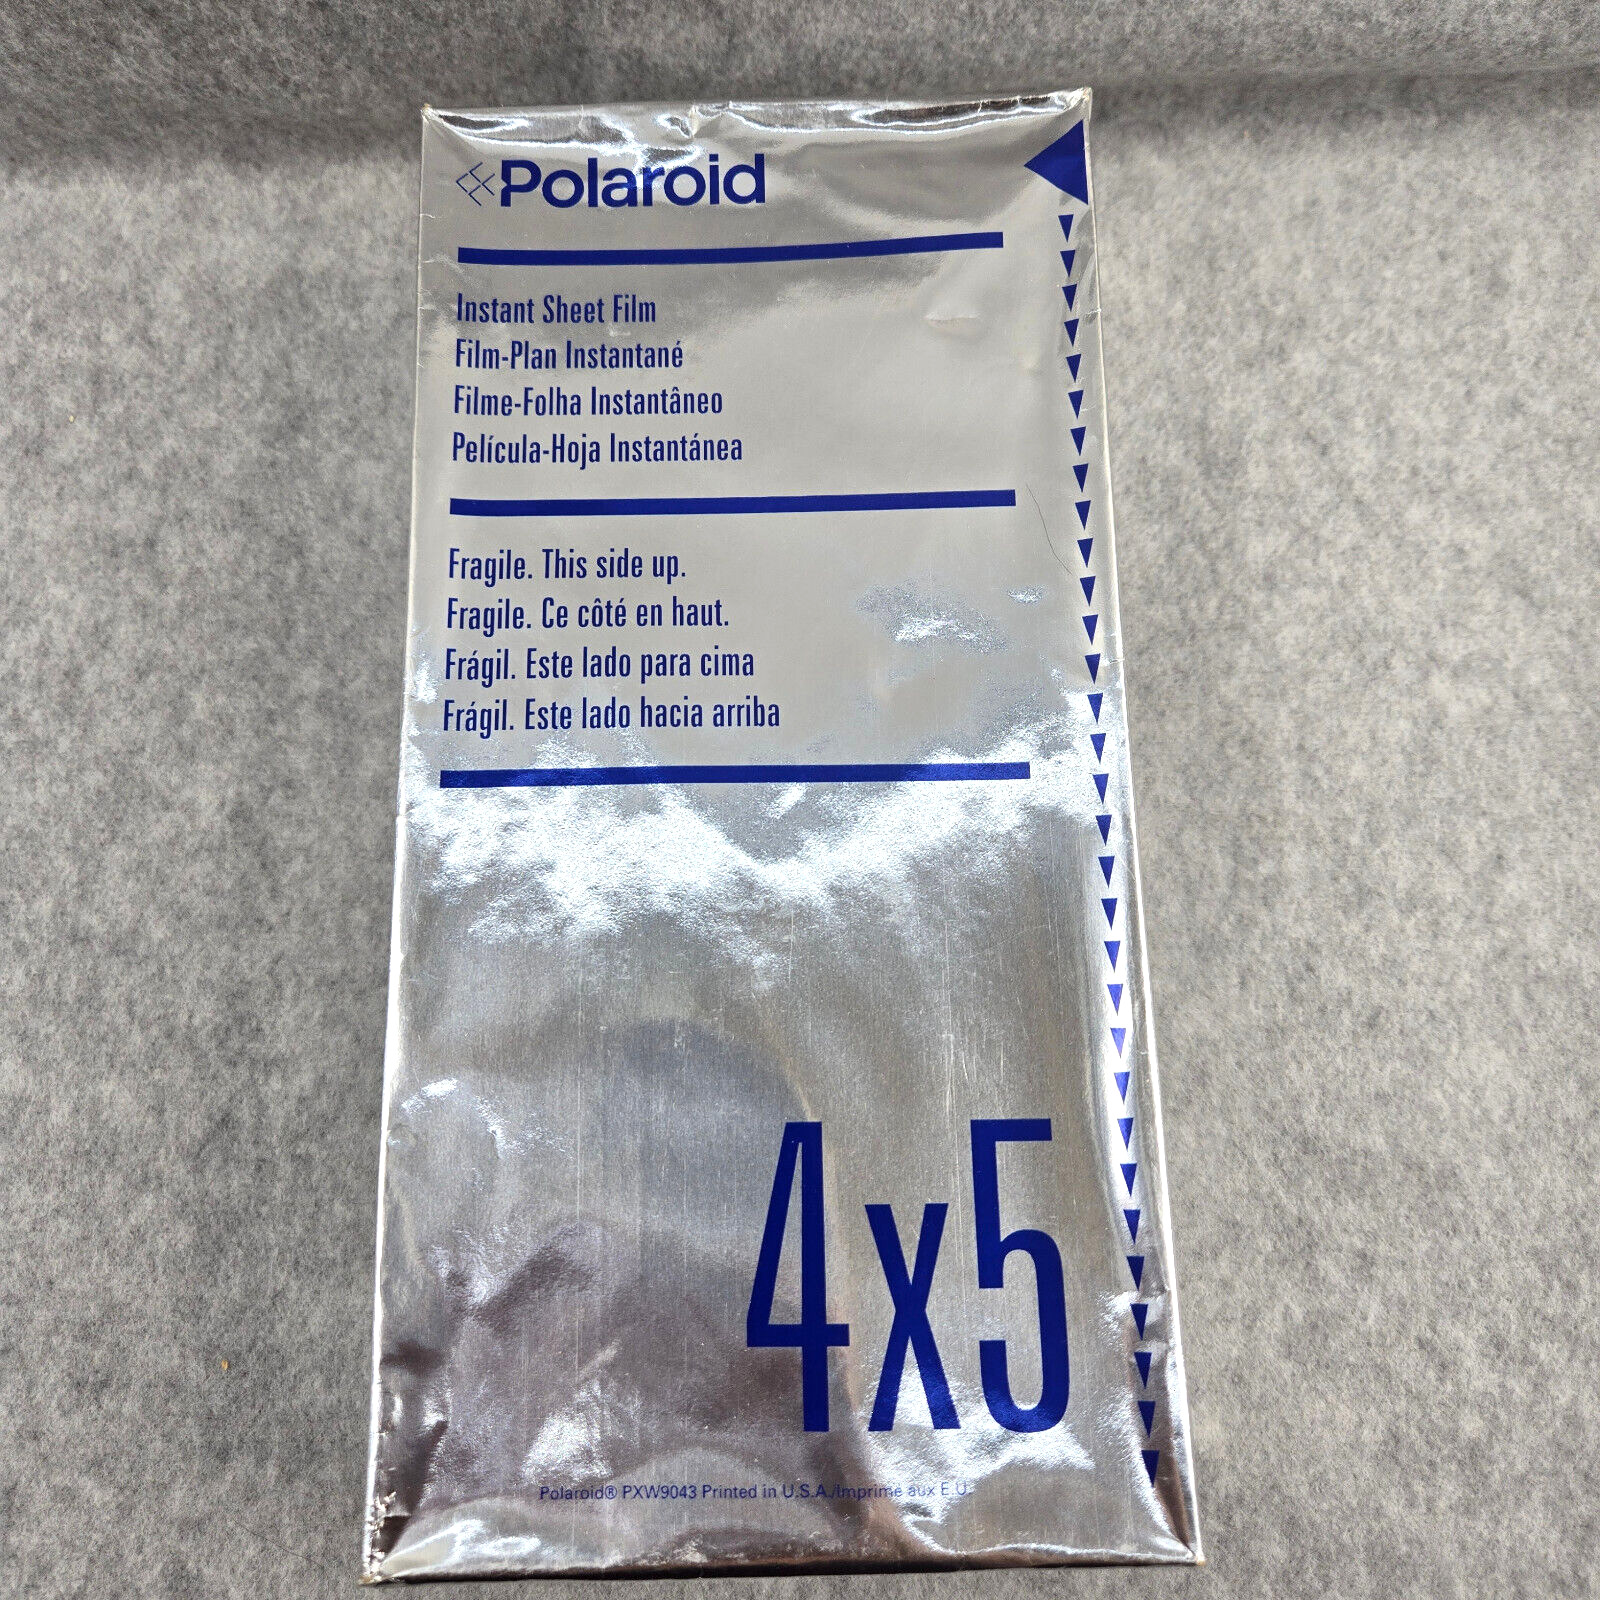 Polaroid
Instant Sheet Film
Film-Plan Instantané
Filme-Folha Instantâneo
Película-Hoja Instantánea
Fragile. This side up.
Fragile. Ce côté en haut.
Frágil. Este lado para cima
Frágil. Este lado hacia arriba
4x5
Polaroid® PXW9043 Printed in U.S.A./Imprime aux E.U.